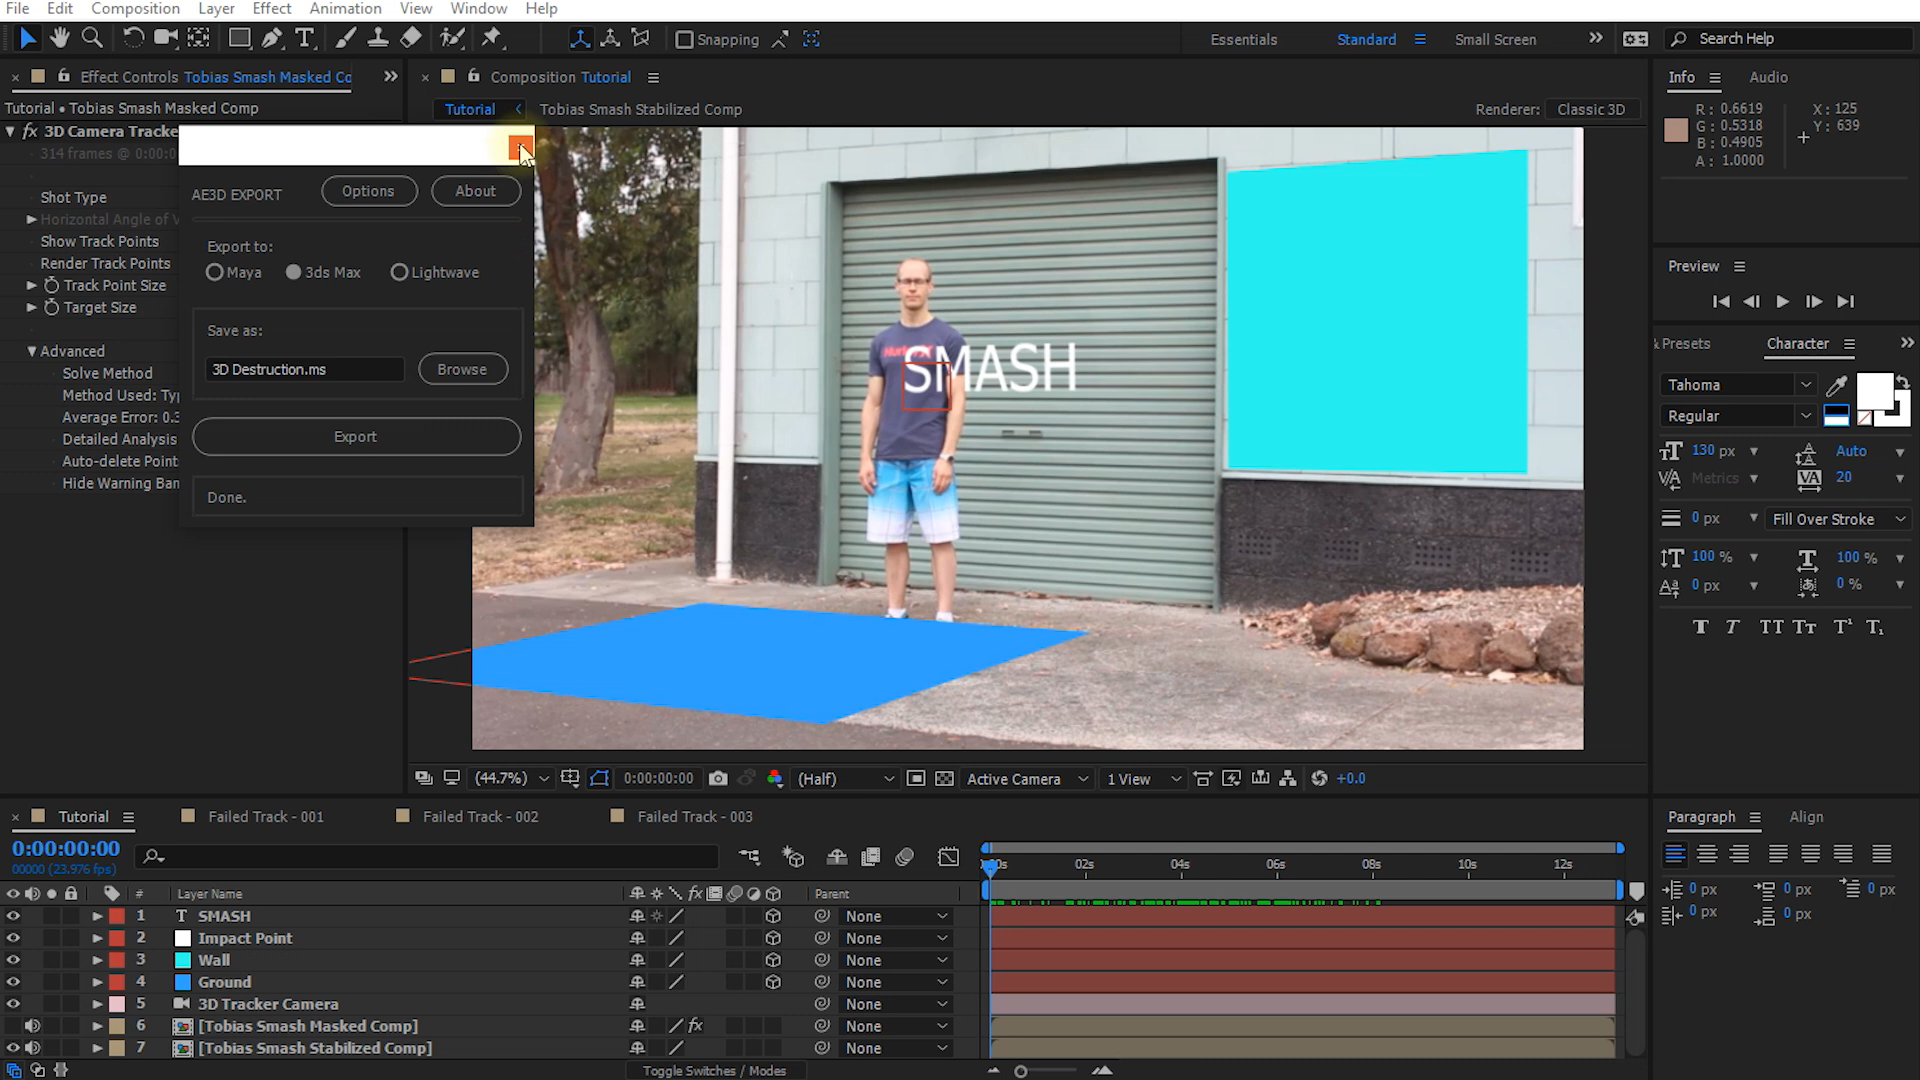 File Edit Composition Layer Effect Animation View Window Help
Snapping Essentials Standard Small Screen Search Help
Effect Controls Tobias Smash Masked Co
Composition Tutorial
Info Audio
Tutorial • Tobias Smash Masked Comp
Tutorial Tobias Smash Stabilized Comp Renderer: Classic 3D
fx 3D Camera Tracke
314 frames @ 0:00:0
Shot Type
Horizontal Angle of V
Show Track Points
Render Track Points
Track Point Size
Target Size
Advanced
Solve Method
Method Used: Typ
Average Error: 0.3
Detailed Analysis
Auto-delete Point
Hide Warning Ban
AE3D EXPORT Options About
Export to:
Maya 3ds Max Lightwave
Save as:
3D Destruction.ms Browse
Export
Done.
SMASH
R : 0.6619
G : 0.5318
B : 0.4905
A : 1.0000
X : 125
Y : 639
Preview
& Presets Character
Tahoma
Regular
130 px Auto
Metrics 20
0 px Fill Over Stroke
100 % 100 %
0 px 0 %
T T TT Tт T¹ T₁
(44.7%) 0:00:00:00 (Half) Active Camera 1 View +0.0
Tutorial Failed Track - 001 Failed Track - 002 Failed Track - 003
0:00:00:00
00000 (23.976 fps)
00s 02s 04s 06s 08s 10s 12s
# Layer Name fx Parent
1 T SMASH None
2 Impact Point None
3 Wall None
4 Ground None
5 3D Tracker Camera None
6 [Tobias Smash Masked Comp] fx None
7 [Tobias Smash Stabilized Comp] None
Toggle Switches / Modes
Paragraph Align
0 px 0 px 0 px
0 px 0 px